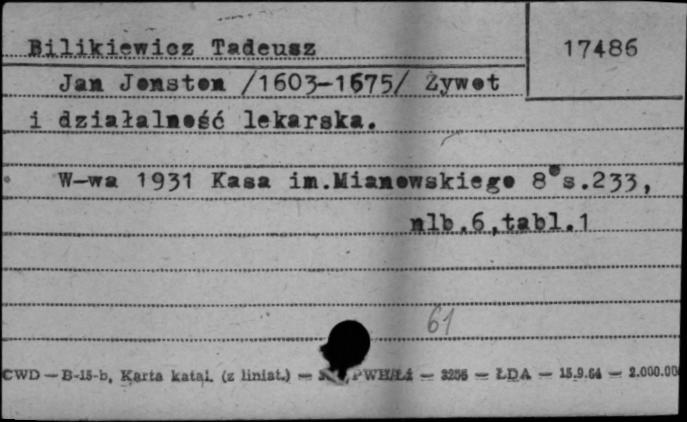 Bilikiewicz Tadeusz
17486
Jan Jonston /1603-1675/ Żywot
i działalność lekarska.
W-wa 1931 Kasa im.Mianowskiego 8° s.233,
nlb.6,tabl.1
61
CWD — B-15-b, Karta katal. (z liniat.) — PWH/Łź — 3256 — ŁDA — 15.9.64 — 2.000.00